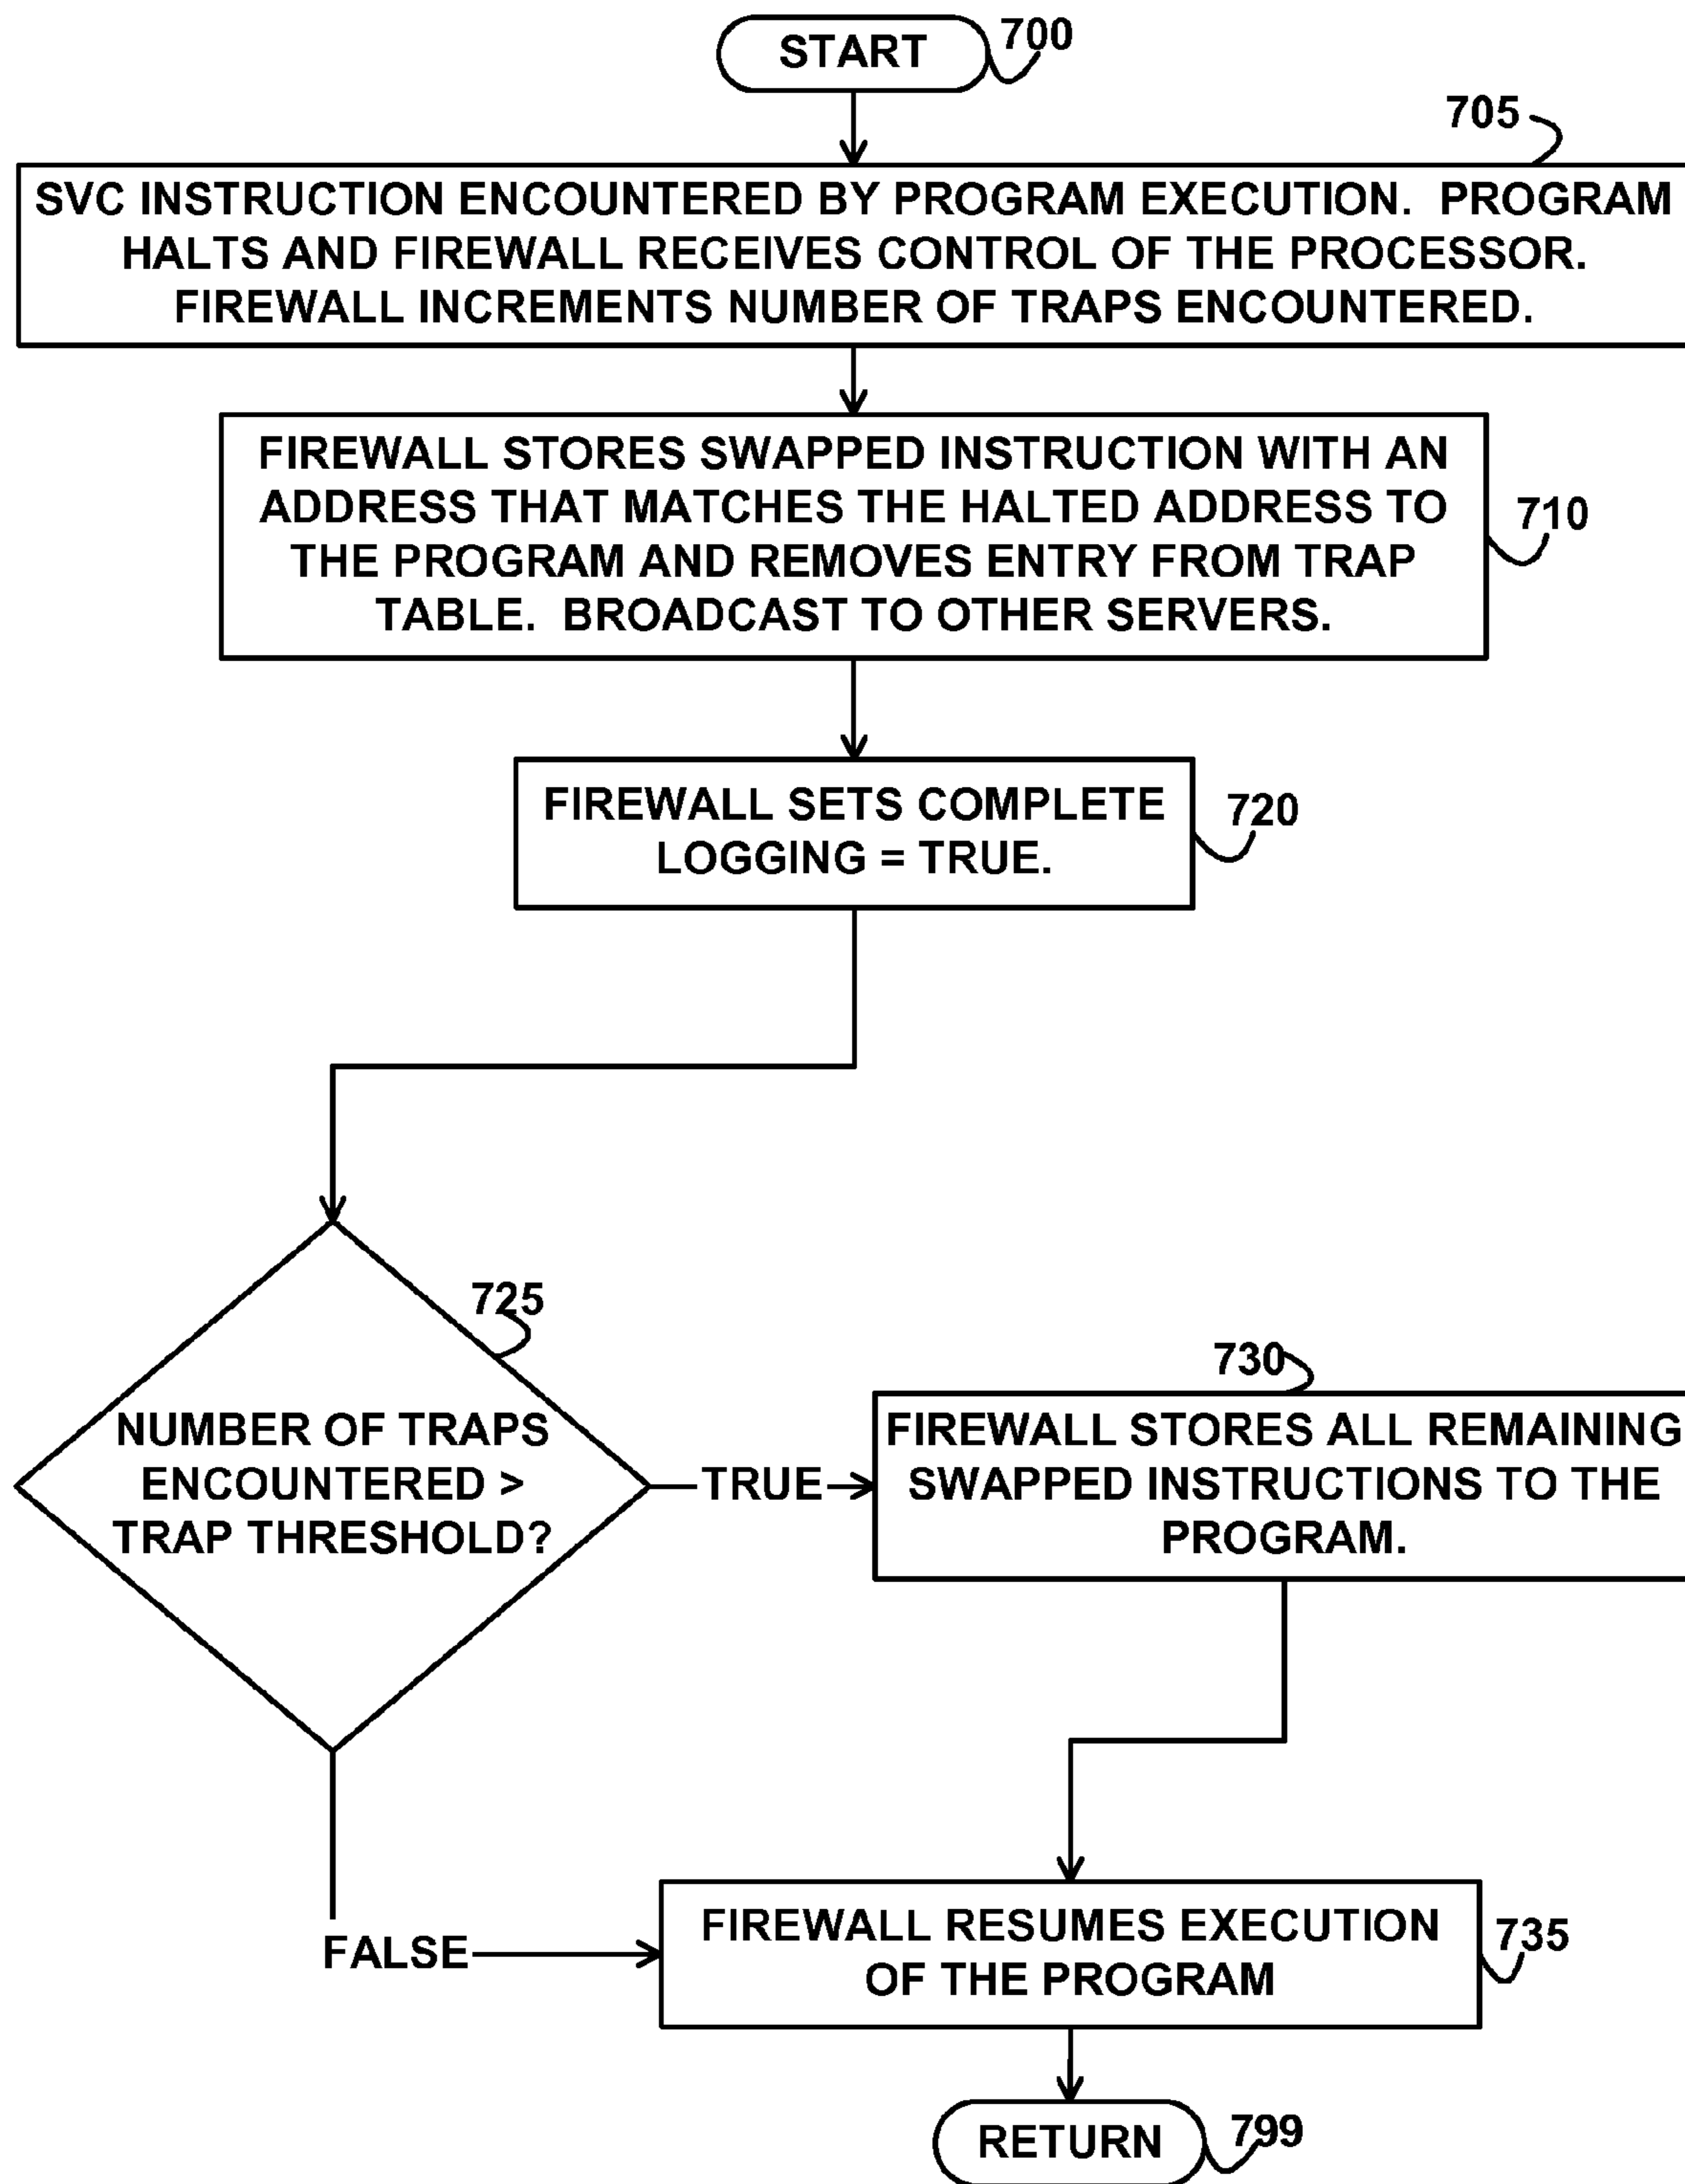 START
700
705
SVC INSTRUCTION ENCOUNTERED BY PROGRAM EXECUTION. PROGRAM
HALTS AND FIREWALL RECEIVES CONTROL OF THE PROCESSOR.
FIREWALL INCREMENTS NUMBER OF TRAPS ENCOUNTERED.
FIREWALL STORES SWAPPED INSTRUCTION WITH AN
ADDRESS THAT MATCHES THE HALTED ADDRESS TO
THE PROGRAM AND REMOVES ENTRY FROM TRAP
TABLE. BROADCAST TO OTHER SERVERS.
710
FIREWALL SETS COMPLETE
LOGGING = TRUE.
720
725
NUMBER OF TRAPS
ENCOUNTERED >
TRAP THRESHOLD?
TRUE
730
FIREWALL STORES ALL REMAINING
SWAPPED INSTRUCTIONS TO THE
PROGRAM.
FALSE
FIREWALL RESUMES EXECUTION
OF THE PROGRAM
735
RETURN
799